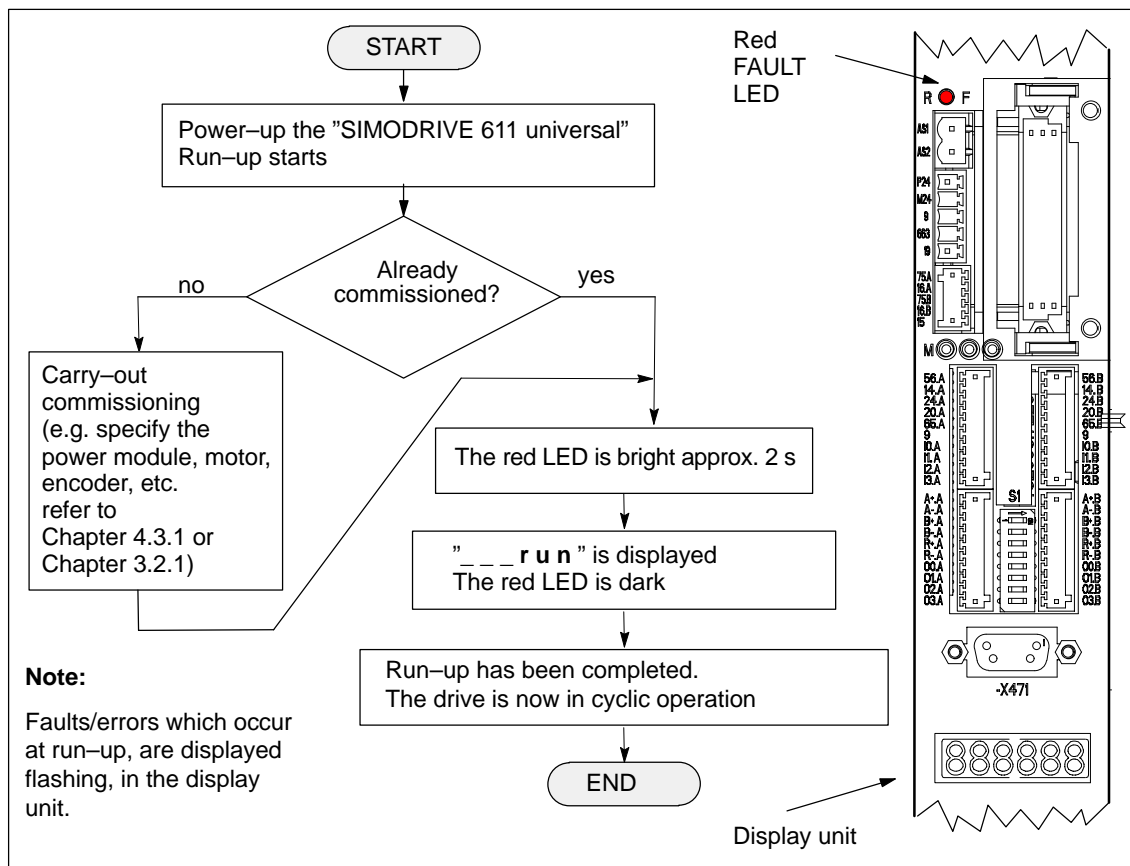 START
Power–up the ”SIMODRIVE 611 universal”
Run–up starts
Already
commissioned?
no
yes
Carry–out
commissioning
(e.g. specify the
power module, motor,
encoder, etc.
refer to
Chapter 4.3.1 or
Chapter 3.2.1)
The red LED is bright approx. 2 s
”_ _ _ r u n ” is displayed
The red LED is dark
Run–up has been completed.
The drive is now in cyclic operation
END
Note:
Faults/errors which occur
at run–up, are displayed
flashing, in the display
unit.
Red
FAULT
LED
R F
AS1
AS2
P24
M24
9
663
19
75.A
16.A
75.B
16.B
15
M
56.A
14.A
24.A
20.A
65.A
9
I0.A
I1.A
I2.A
I3.A
56.B
14.B
24.B
20.B
65.B
9
I0.B
I1.B
I2.B
I3.B
S1
A+.A
A-.A
B+.A
B-.A
R+.A
R-.A
O0.A
O1.A
O2.A
O3.A
A+.B
A-.B
B+.B
B-.B
R+.B
R-.B
O0.B
O1.B
O2.B
O3.B
1
-X471
Display unit